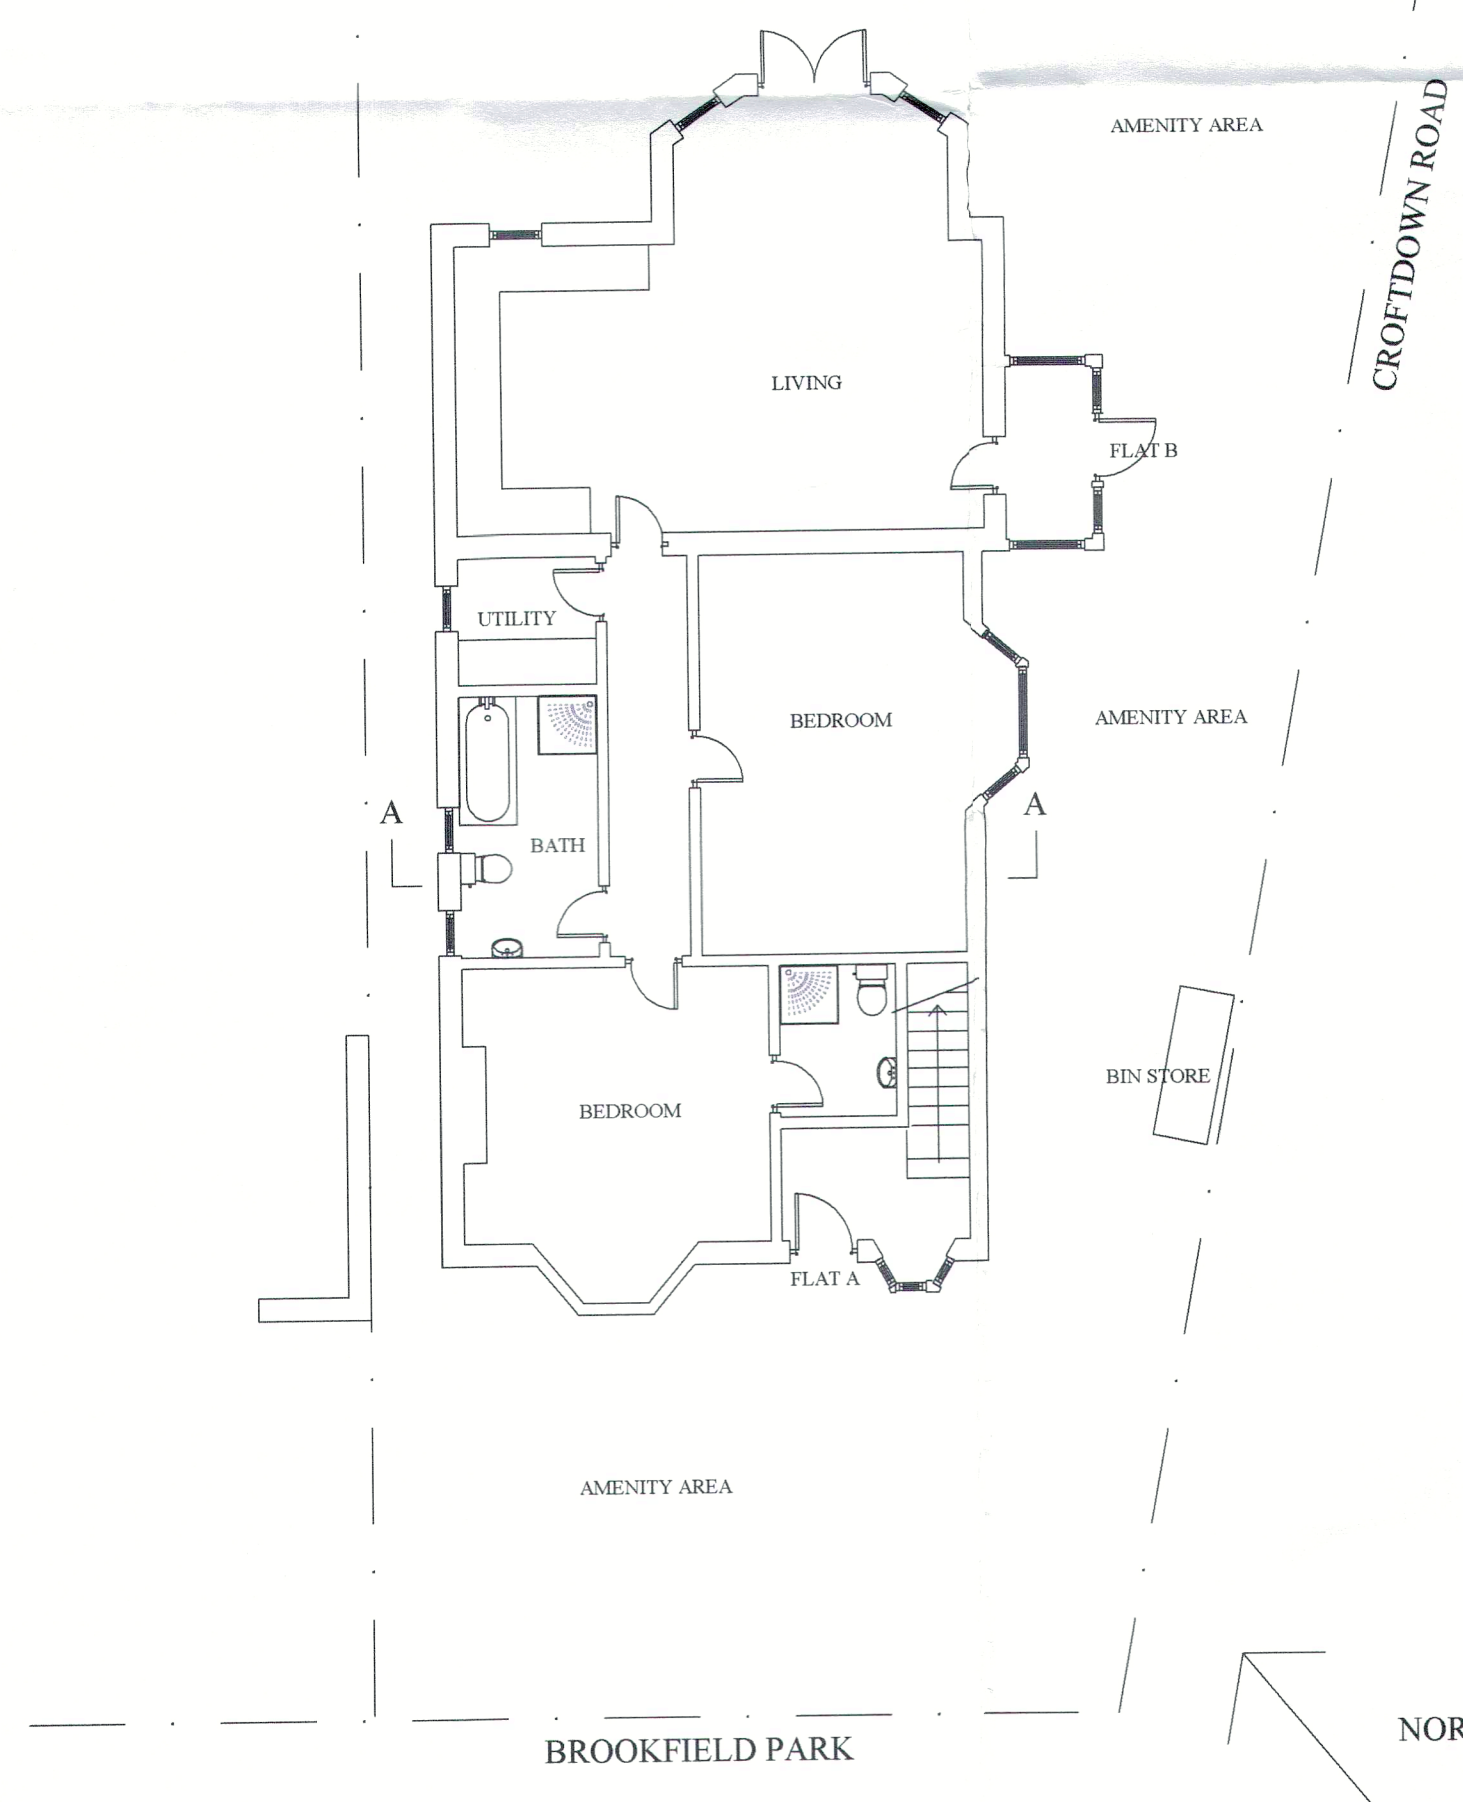 AMENITY AREA
CROFTDOWN ROAD
LIVING
FLAT B
UTILITY
BEDROOM
AMENITY AREA
A
A
BATH
BIN STORE
BEDROOM
FLAT A
AMENITY AREA
NOR
BROOKFIELD PARK